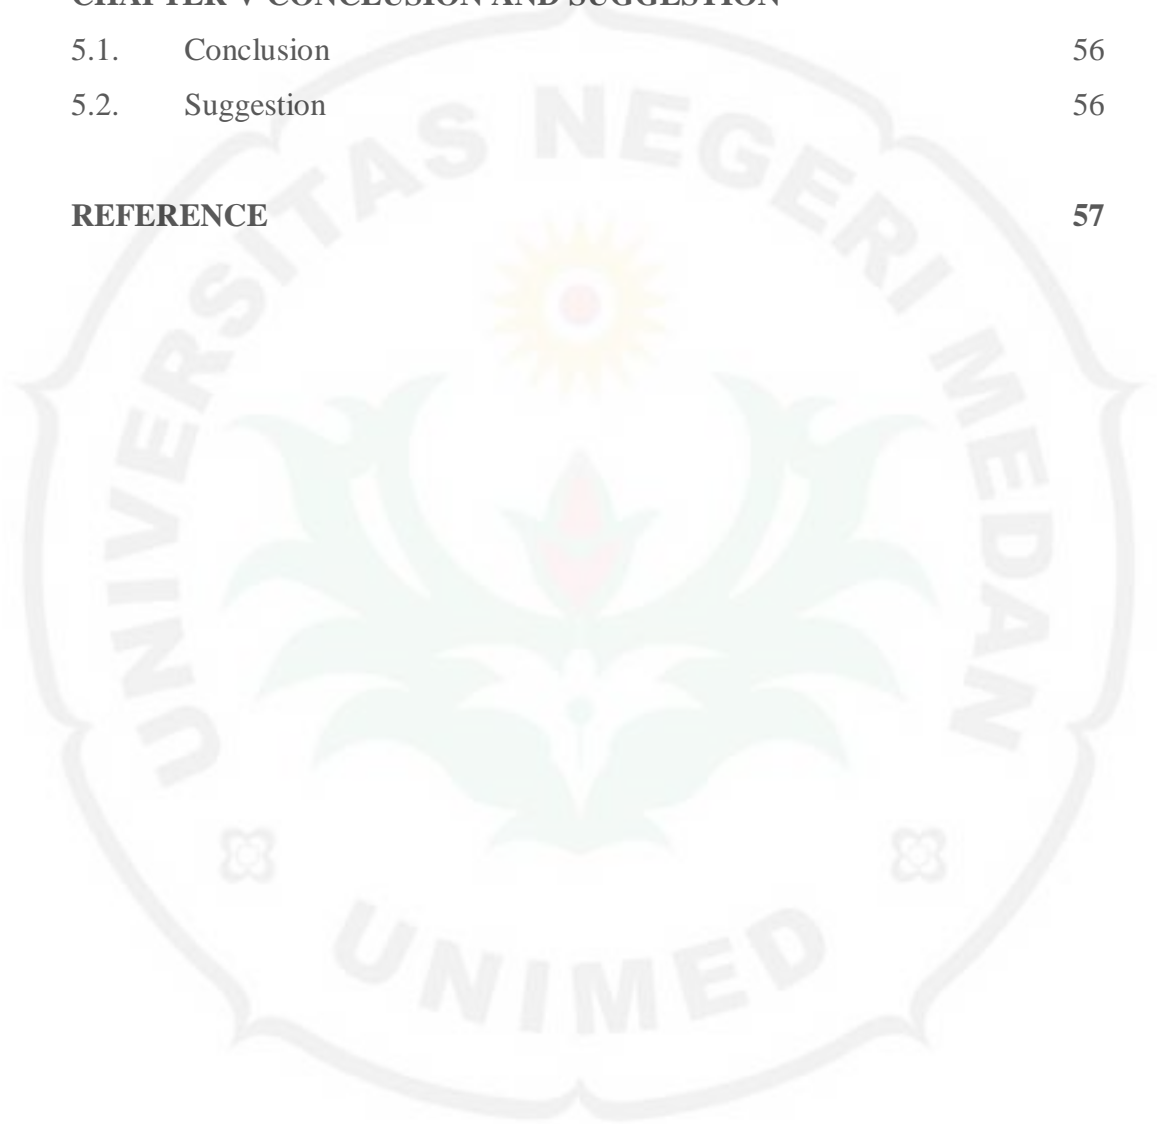 CHAPTER V CONCLUSION AND SUGGESTION
5.1. Conclusion 56
5.2. Suggestion 56
REFERENCE 57
UNIVERSITAS NEGERI MEDAN
UNIMED